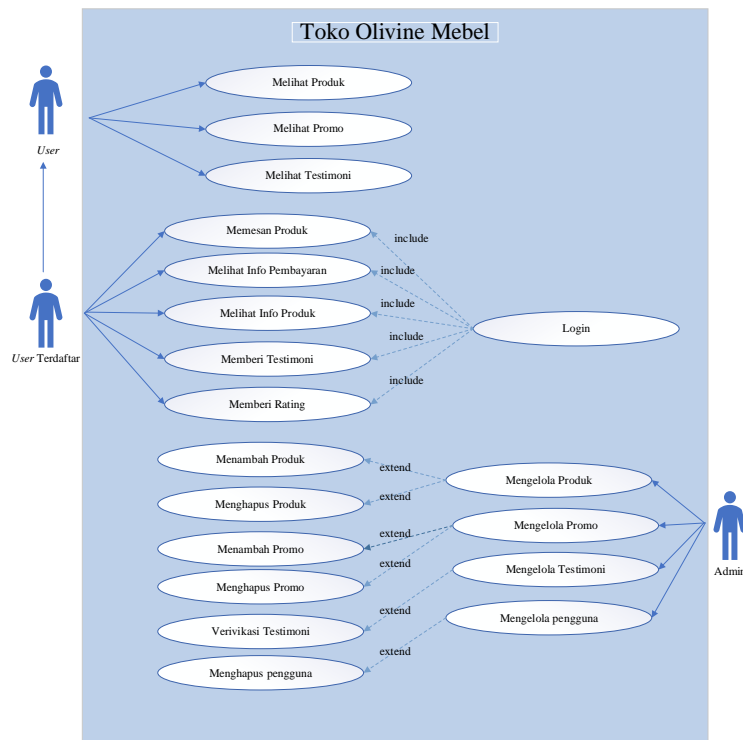 Toko Olivine Mebel
Melihat Produk
Melihat Promo
User
Melihat Testimoni
Memesan Produk
include
Melihat Info Pembayaran
include
Melihat Info Produk
include
Login
include
User Terdaftar
Memberi Testimoni
include
Memberi Rating
Menambah Produk
extend
Mengelola Produk
extend
Menghapus Produk
Mengelola Promo
extend
Menambah Promo
extend
Mengelola Testimoni
Admin
Menghapus Promo
extend
Mengelola pengguna
Verivikasi Testimoni
extend
Menghapus pengguna